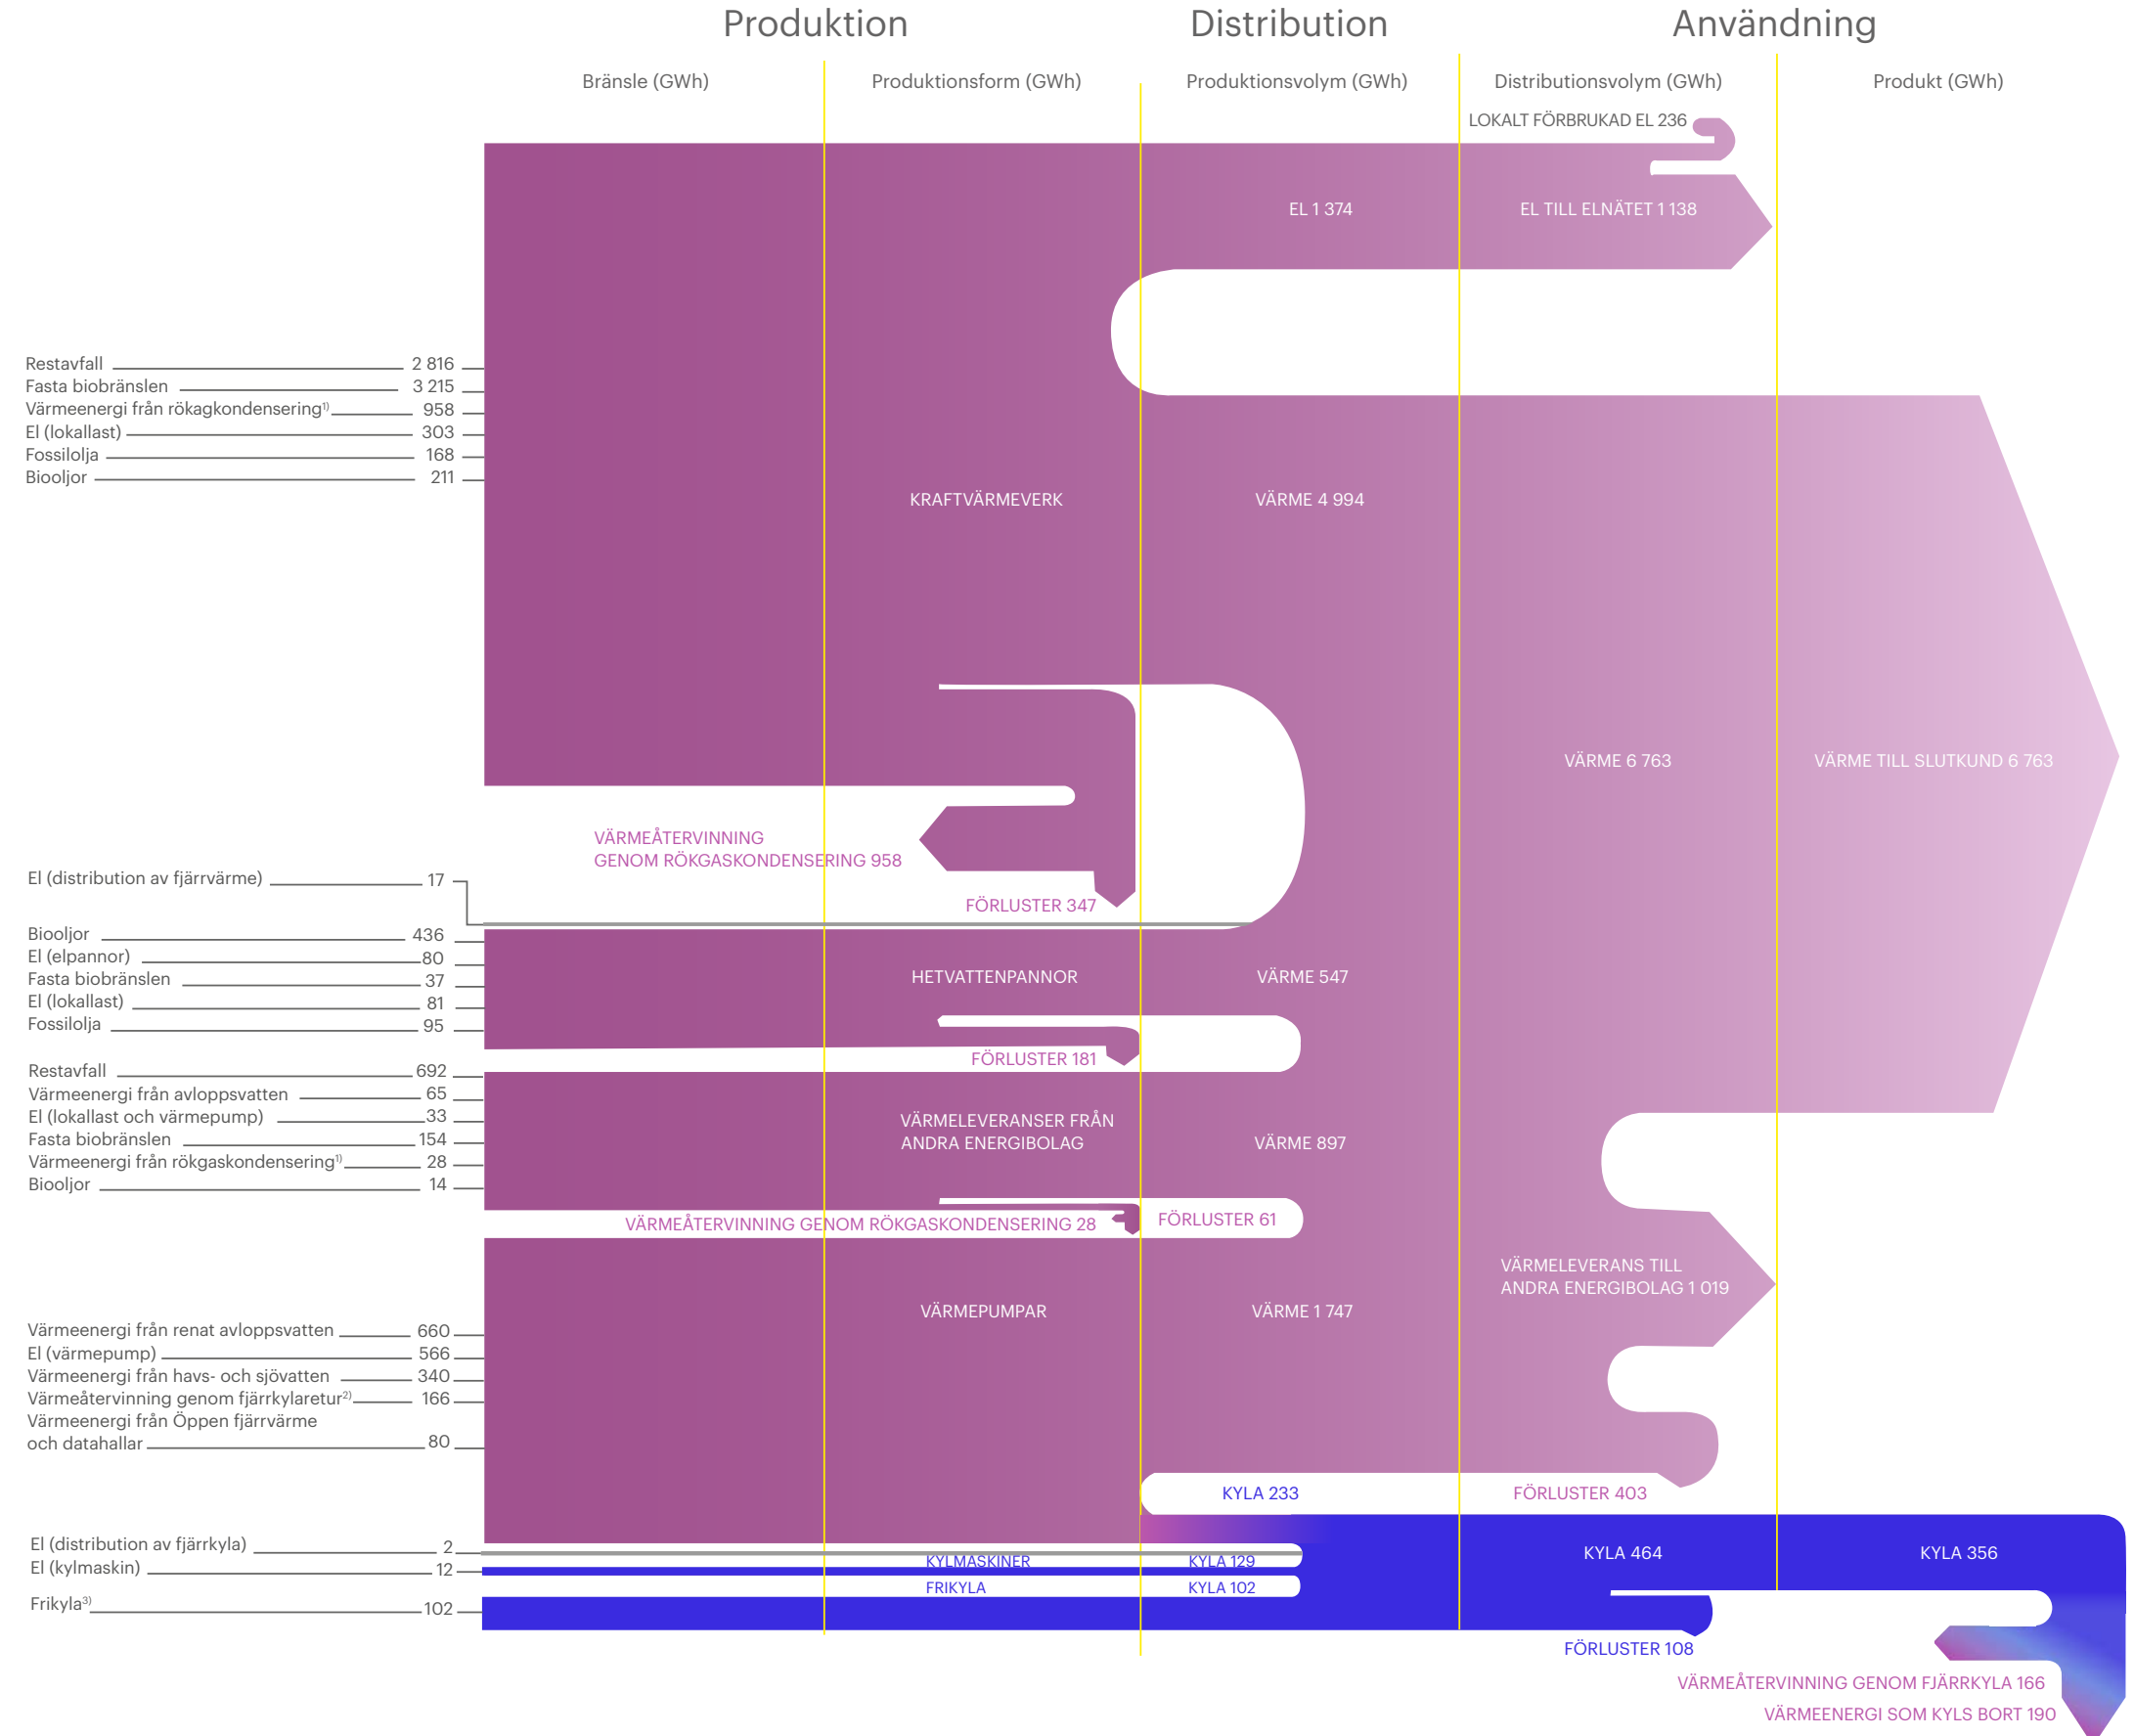 Produktion
Distribution
Användning
Bränsle (GWh)
Produktionsform (GWh)
Produktionsvolym (GWh)
Distributionsvolym (GWh)
Produkt (GWh)
LOKALT FÖRBRUKAD EL 236
EL 1 374
EL TILL ELNÄTET 1 138
Restavfall 2 816
Fasta biobränslen 3 215
Värmeenergi från rökagkondensering¹⁾ 958
El (lokallast) 303
Fossilolja 168
Biooljor 211
KRAFTVÄRMEVERK
VÄRME 4 994
VÄRME 6 763
VÄRME TILL SLUTKUND 6 763
VÄRMEÅTERVINNING
GENOM RÖKGASKONDENSERING 958
FÖRLUSTER 347
El (distribution av fjärrvärme) 17
Biooljor 436
El (elpannor) 80
Fasta biobränslen 37
El (lokallast) 81
Fossilolja 95
HETVATTENPANNOR
VÄRME 547
FÖRLUSTER 181
Restavfall 692
Värmeenergi från avloppsvatten 65
El (lokallast och värmepump) 33
Fasta biobränslen 154
Värmeenergi från rökgaskondensering¹⁾ 28
Biooljor 14
VÄRMELEVERANSER FRÅN
ANDRA ENERGIBOLAG
VÄRME 897
VÄRMEÅTERVINNING GENOM RÖKGASKONDENSERING 28
FÖRLUSTER 61
VÄRMELEVERANS TILL
ANDRA ENERGIBOLAG 1 019
VÄRMEPUMPAR
VÄRME 1 747
Värmeenergi från renat avloppsvatten 660
El (värmepump) 566
Värmeenergi från havs- och sjövatten 340
Värmeåtervinning genom fjärrkylaretur²⁾ 166
Värmeenergi från Öppen fjärrvärme
och datahallar 80
KYLA 233
FÖRLUSTER 403
El (distribution av fjärrkyla) 2
El (kylmaskin) 12
Frikyla³⁾ 102
KYLMASKINER
KYLA 129
FRIKYLA
KYLA 102
KYLA 464
KYLA 356
FÖRLUSTER 108
VÄRMEÅTERVINNING GENOM FJÄRRKYLA 166
VÄRMEENERGI SOM KYLS BORT 190